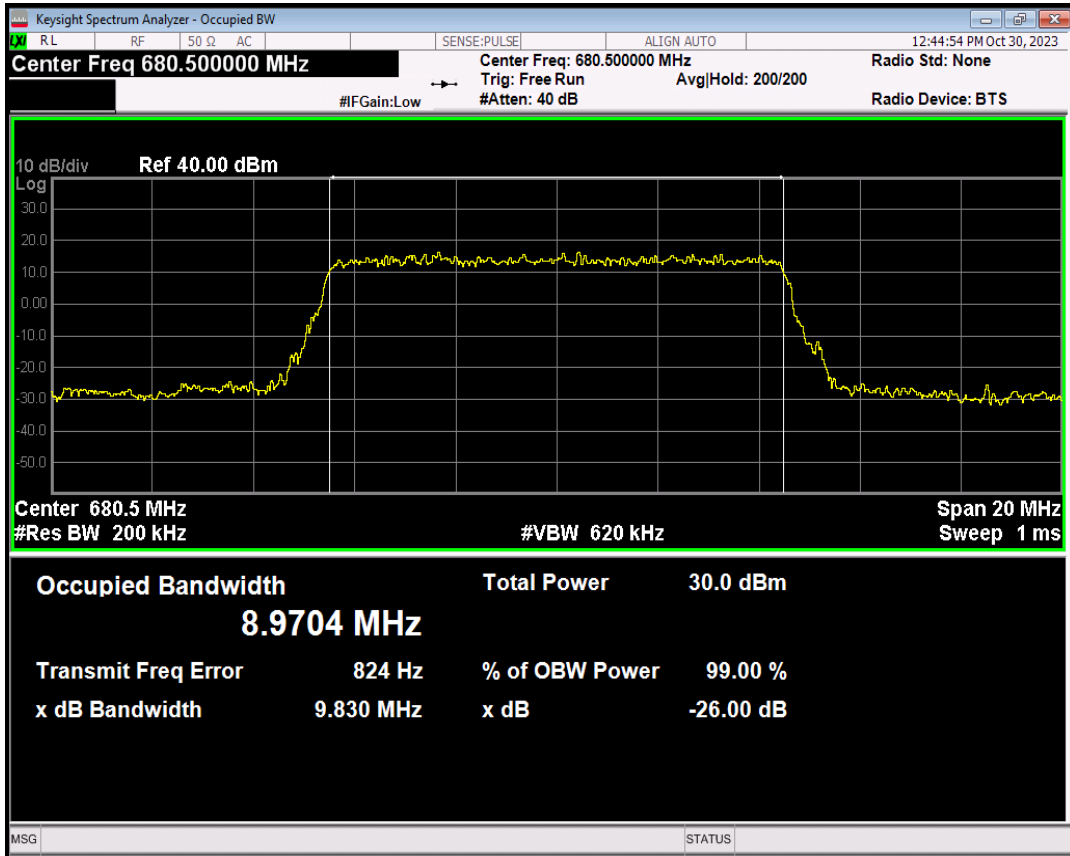 Keysight Spectrum Analyzer - Occupied BW
LXI RL RF 50 Ω AC SENSE:PULSE ALIGN AUTO 12:44:54 PM Oct 30, 2023
Center Freq 680.500000 MHz Center Freq: 680.500000 MHz Radio Std: None
Trig: Free Run Avg|Hold: 200/200
#IFGain:Low #Atten: 40 dB Radio Device: BTS
10 dB/div Ref 40.00 dBm
Log
30.0
20.0
10.0
0.00
-10.0
-20.0
-30.0
-40.0
-50.0
Center 680.5 MHz Span 20 MHz
#Res BW 200 kHz #VBW 620 kHz Sweep 1 ms
Occupied Bandwidth Total Power 30.0 dBm
8.9704 MHz
Transmit Freq Error 824 Hz % of OBW Power 99.00 %
x dB Bandwidth 9.830 MHz x dB -26.00 dB
MSG STATUS